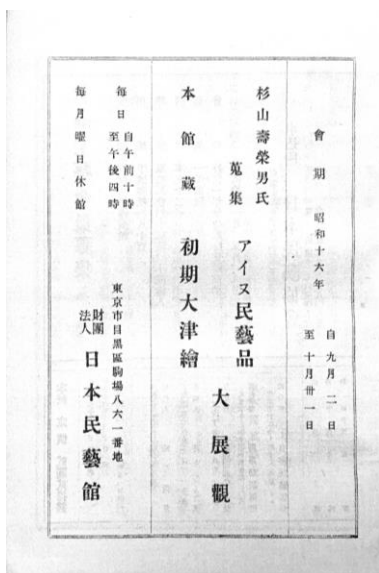 會期 昭和十六年
自九月二日
至十月卅一日
杉山壽榮男氏
蒐集
アイヌ民藝品
大展觀
本館藏 初期大津繪
每日
自午前十時
至午後四時
每月曜日休館
東京市目黑區駒場八六一番地
財團
法人
日本民藝館